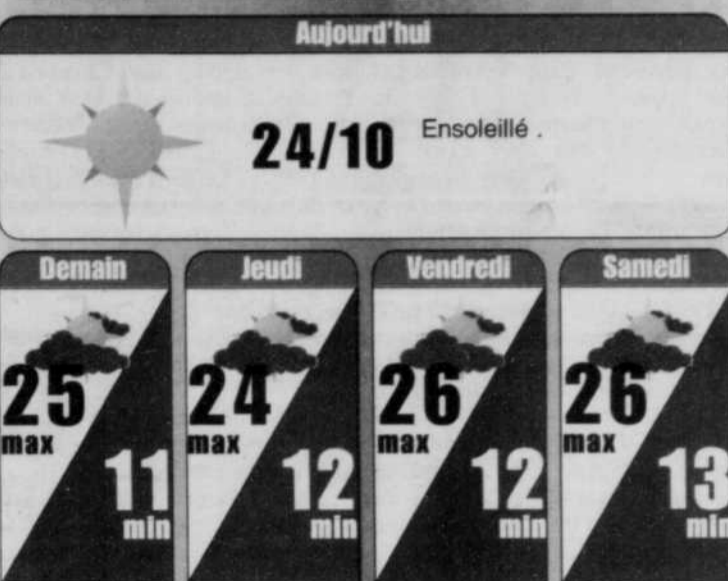 Aujourd'hui
24/10 Ensoleillé .
Demain
25
max
11
min
Jeudi
24
max
12
min
Vendredi
26
max
12
min
Samedi
26
max
13
min